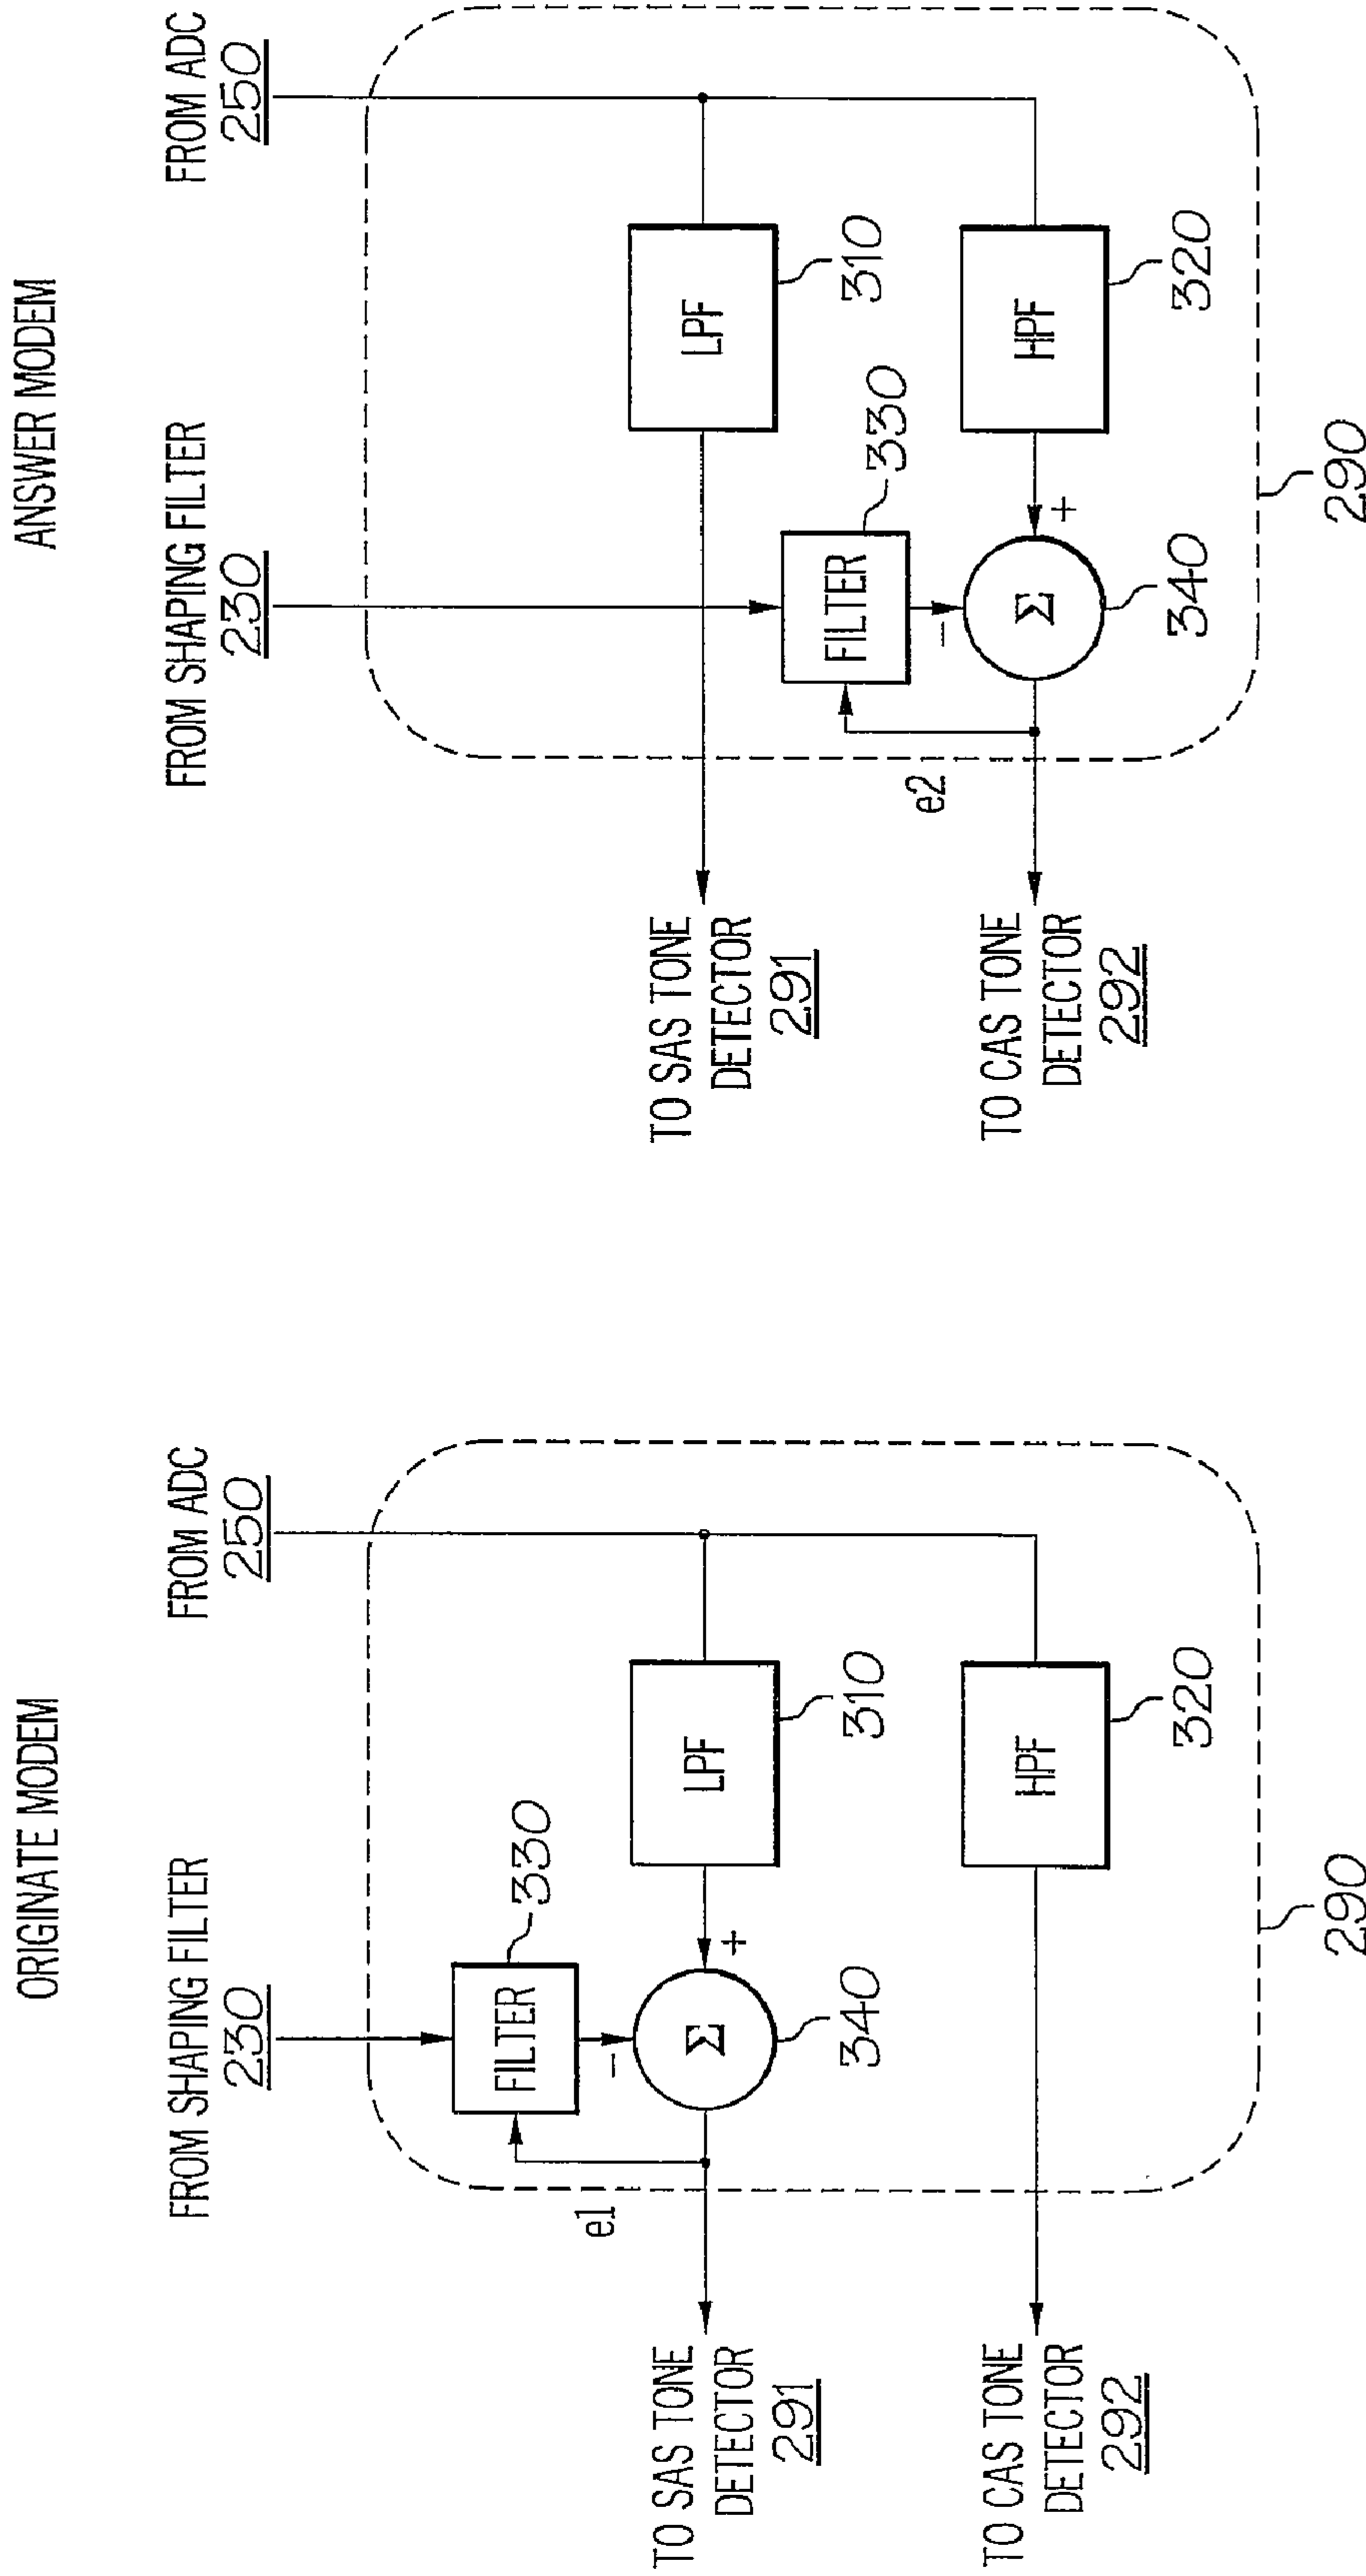 ORIGINATE MODEM
FROM SHAPING FILTER
230
FROM ADC
250
FILTER
330
-
LPF
310
+
Σ
340
e1
TO SAS TONE
DETECTOR
291
HPF
320
TO CAS TONE
DETECTOR
292
290
ANSWER MODEM
FROM SHAPING FILTER
230
FROM ADC
250
LPF
310
TO SAS TONE
DETECTOR
291
FILTER
330
-
HPF
320
+
Σ
340
e2
TO CAS TONE
DETECTOR
292
290